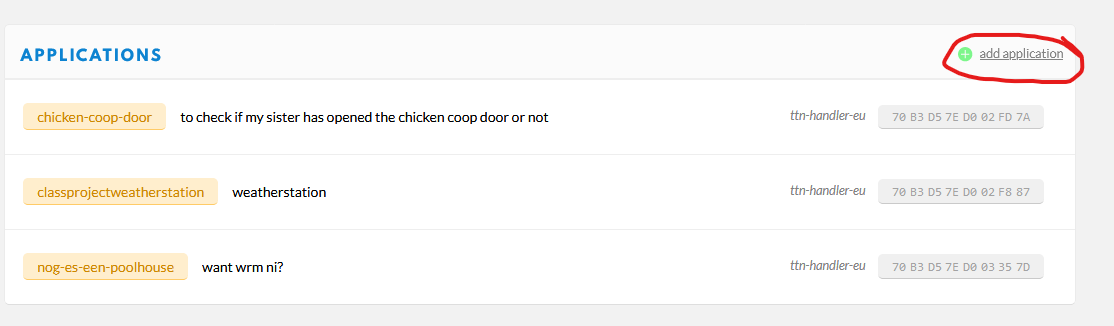 APPLICATIONS
add application
chicken-coop-door to check if my sister has opened the chicken coop door or not ttn-handler-eu 70 B3 D5 7E D0 02 FD 7A
classprojectweatherstation weatherstation ttn-handler-eu 70 B3 D5 7E D0 02 F8 87
nog-es-een-poolhouse want wrm ni? ttn-handler-eu 70 B3 D5 7E D0 03 35 7D